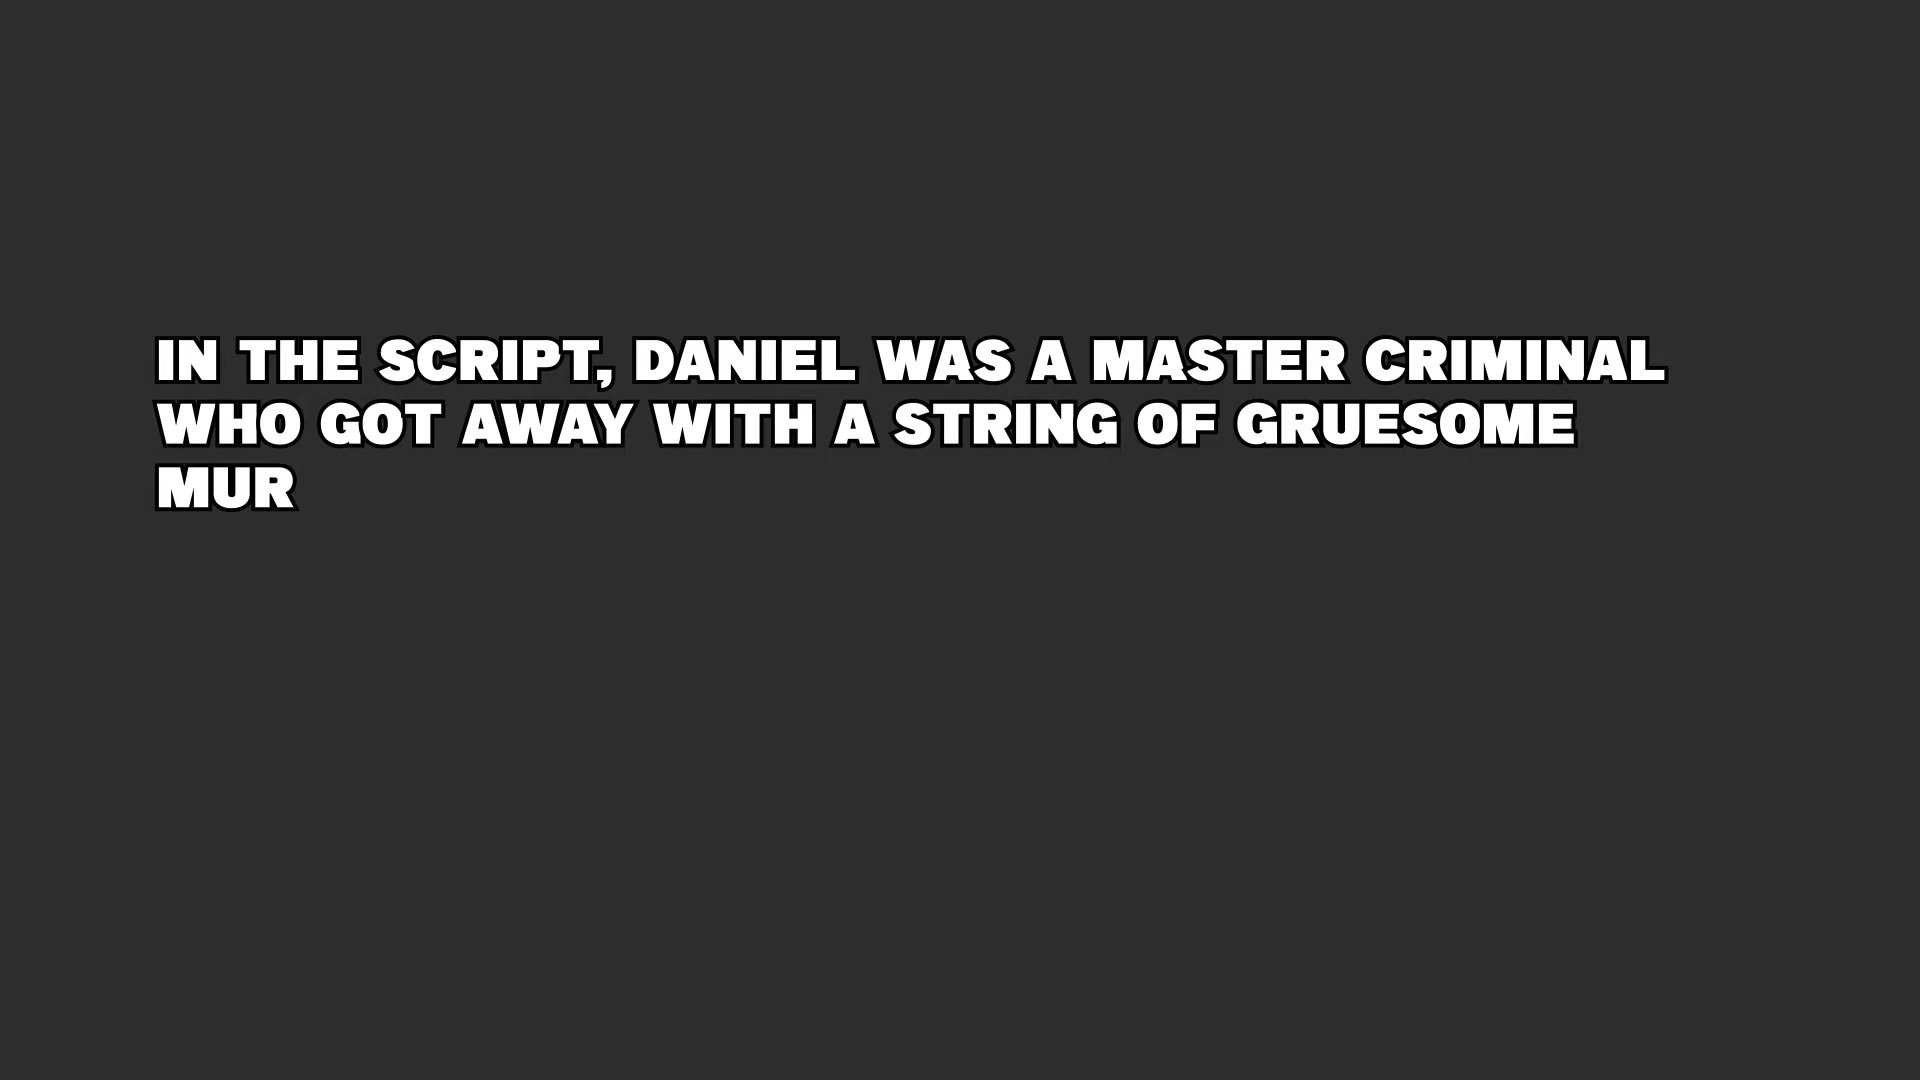 IN THE SCRIPT, DANIEL WAS A MASTER CRIMINAL
WHO GOT AWAY WITH A STRING OF GRUESOME
MUR